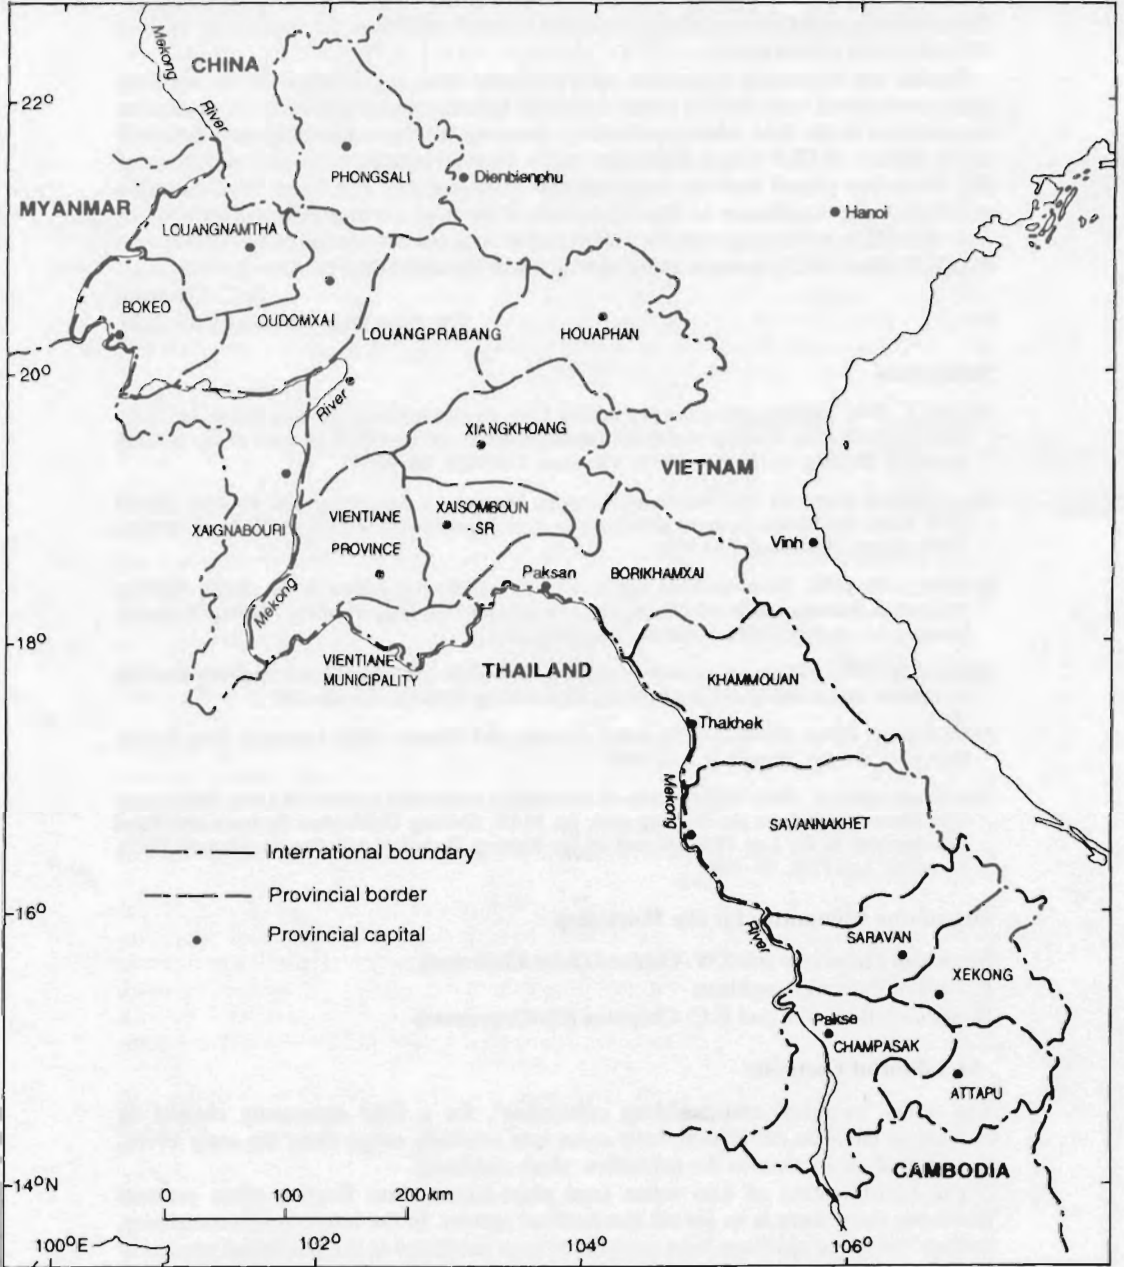 Mekong
River
CHINA
22°
PHONGSALI
Dienbienphu
MYANMAR
LOUANGNAMTHA
Hanoi
BOKEO
OUDOMXAI
LOUANGPRABANG
HOUAPHAN
20°
River
XIANGKHOANG
VIETNAM
XAIGNABOURI
VIENTIANE
PROVINCE
XAISOMBOUN
SR
Vinh
BORIKHAMXAI
Paksan
Mekong
18°
VIENTIANE
MUNICIPALITY
THAILAND
KHAMMOUAN
Thakhek
Mekong
SAVANNAKHET
International boundary
Provincial border
Provincial capital
16°
River
SARAVAN
XEKONG
Pakse
CHAMPASAK
ATTAPU
CAMBODIA
14°N
0 100 200 km
100°E 102 104 106